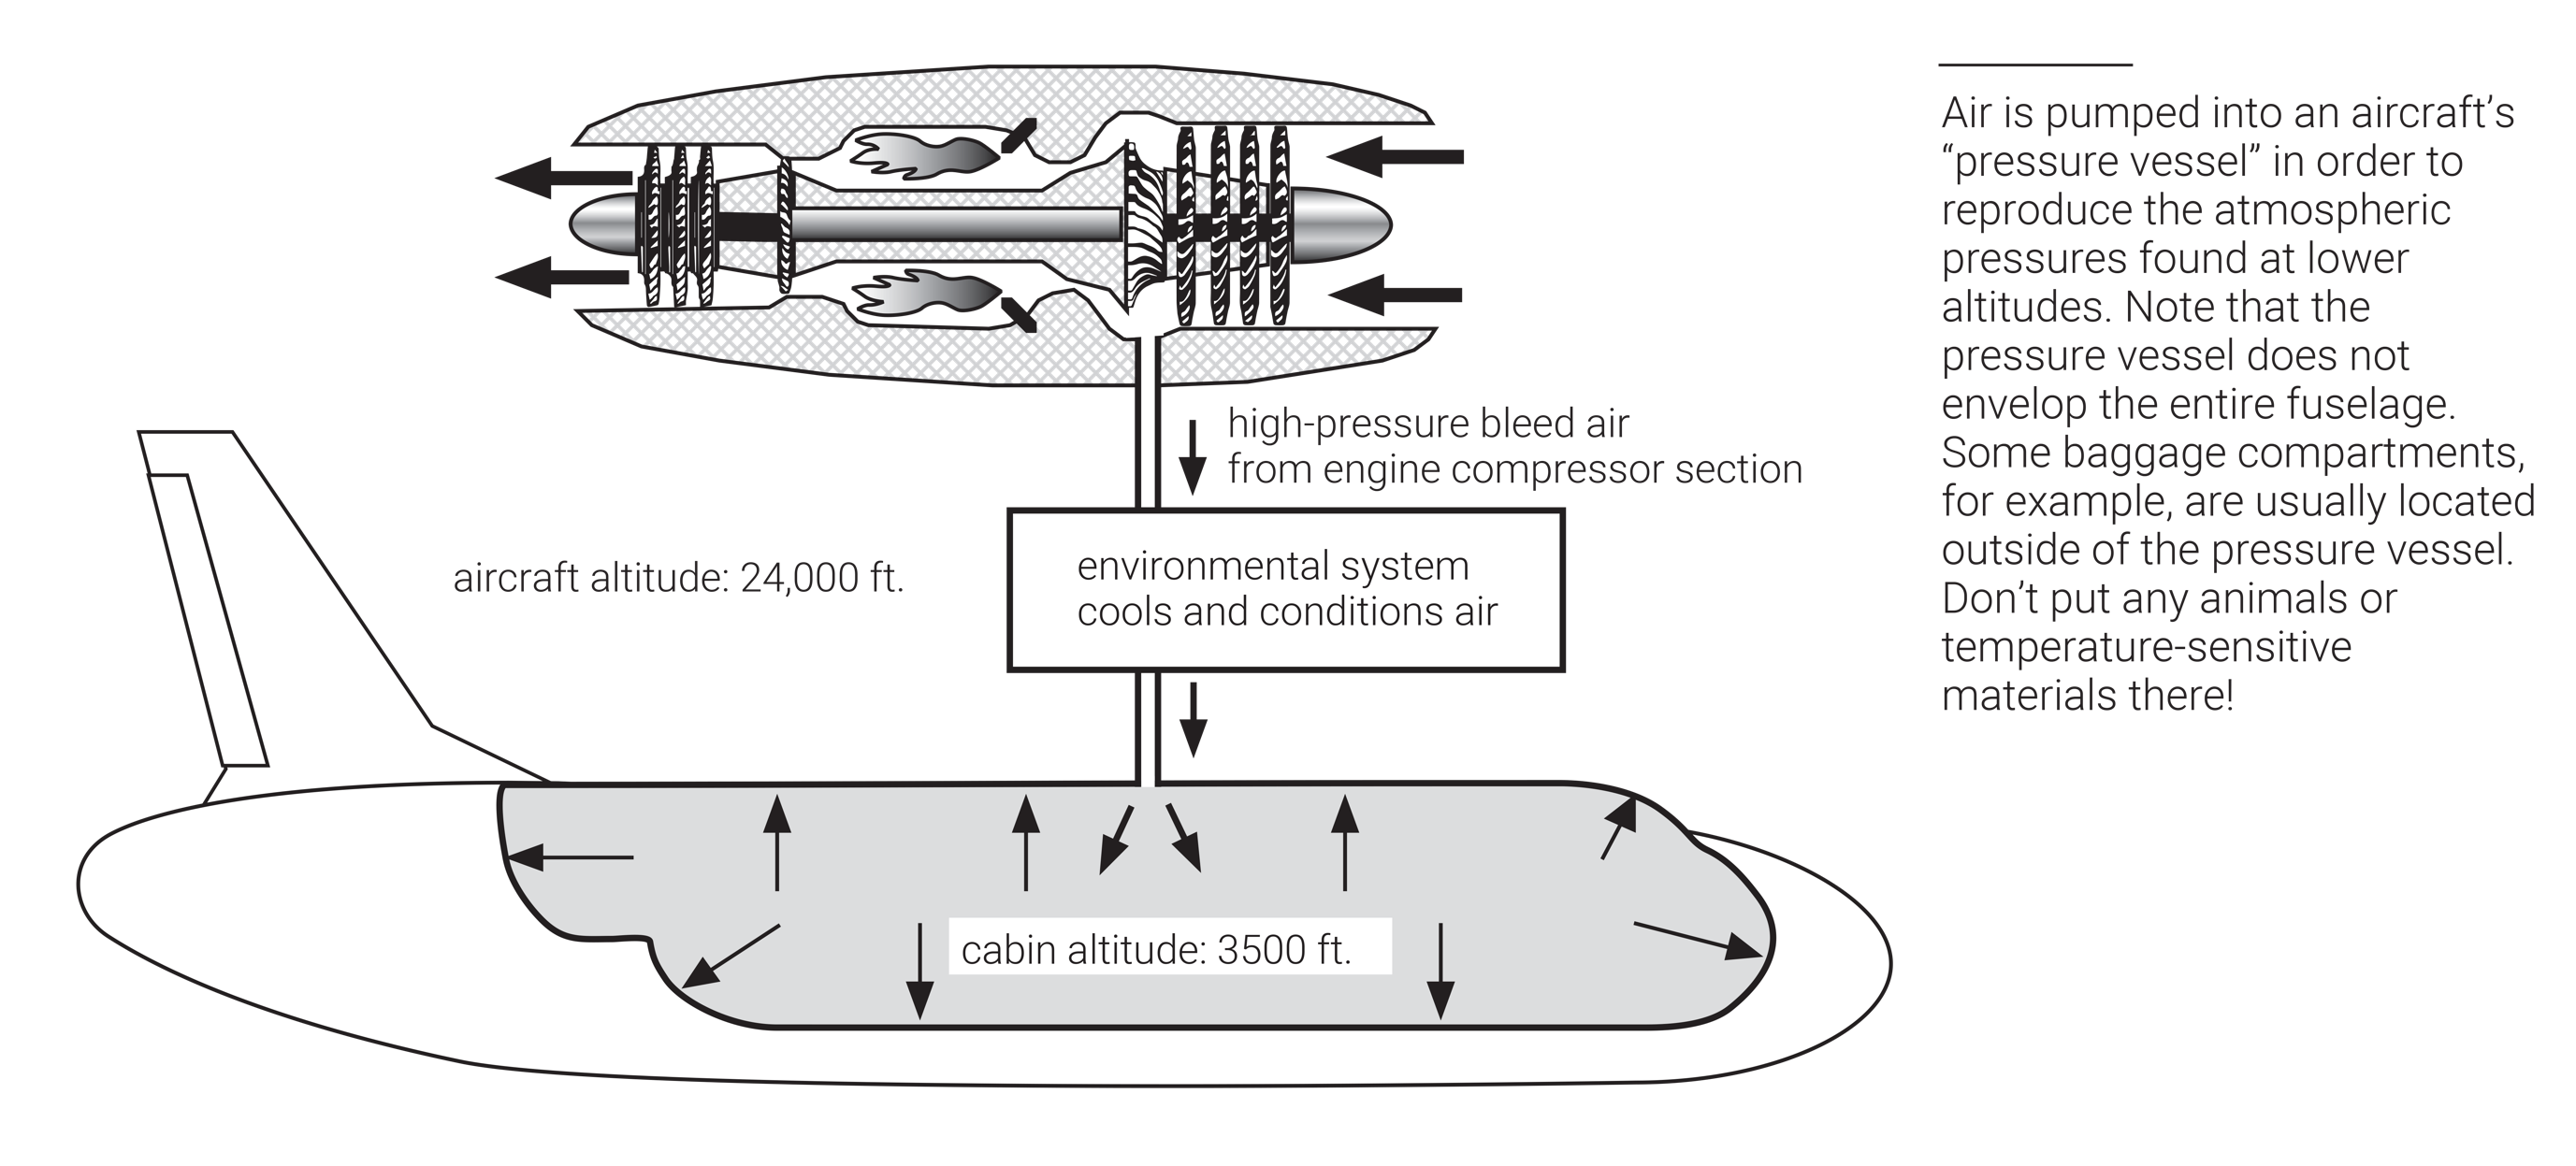 high-pressure bleed air
from engine compressor section
aircraft altitude: 24,000 ft.
environmental system
cools and conditions air
cabin altitude: 3500 ft.
Air is pumped into an aircraft’s
“pressure vessel” in order to
reproduce the atmospheric
pressures found at lower
altitudes. Note that the
pressure vessel does not
envelop the entire fuselage.
Some baggage compartments,
for example, are usually located
outside of the pressure vessel.
Don’t put any animals or
temperature-sensitive
materials there!